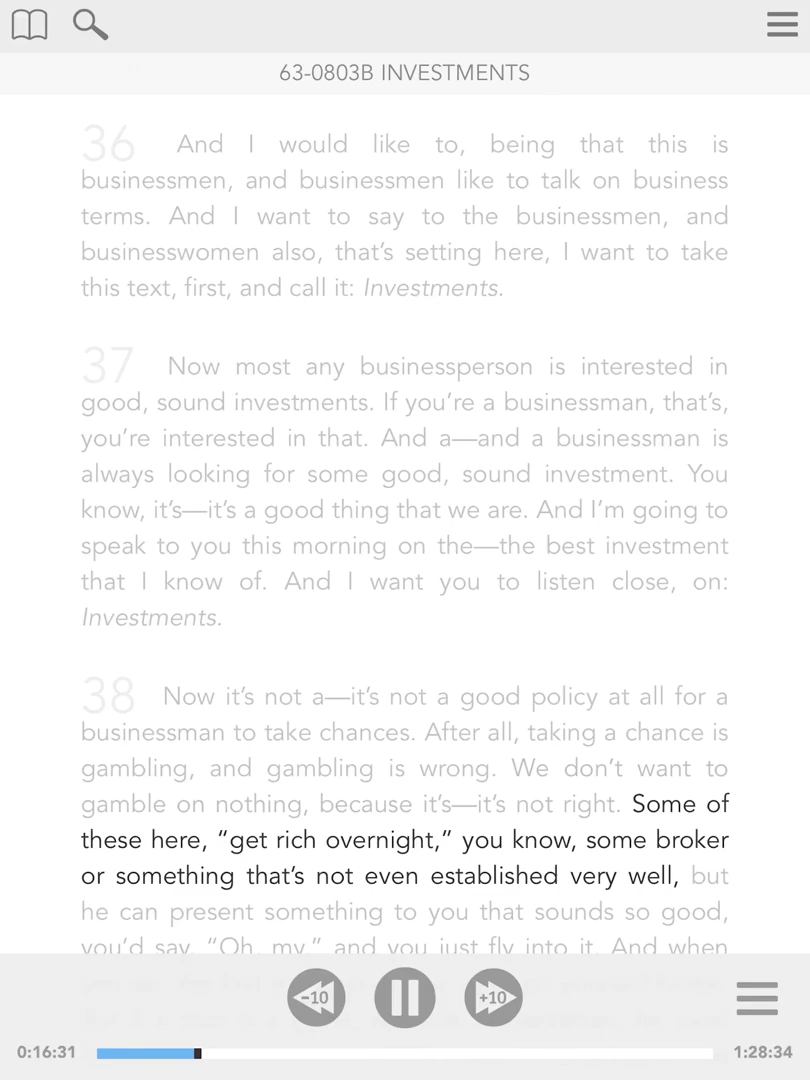 63-0803B INVESTMENTS
36 And I would like to, being that this is
businessmen, and businessmen like to talk on business
terms. And I want to say to the businessmen, and
businesswomen also, that’s setting here, I want to take
this text, first, and call it: Investments.
37 Now most any businessperson is interested in
good, sound investments. If you’re a businessman, that’s,
you’re interested in that. And a—and a businessman is
always looking for some good, sound investment. You
know, it’s—it’s a good thing that we are. And I’m going to
speak to you this morning on the—the best investment
that I know of. And I want you to listen close, on:
Investments.
38 Now it’s not a—it’s not a good policy at all for a
businessman to take chances. After all, taking a chance is
gambling, and gambling is wrong. We don’t want to
gamble on nothing, because it’s—it’s not right. Some of
these here, “get rich overnight,” you know, some broker
or something that’s not even established very well, but
he can present something to you that sounds so good,
you’d say, “Oh, my,” and you just fly into it. And when
-10 +10
0:16:31 1:28:34